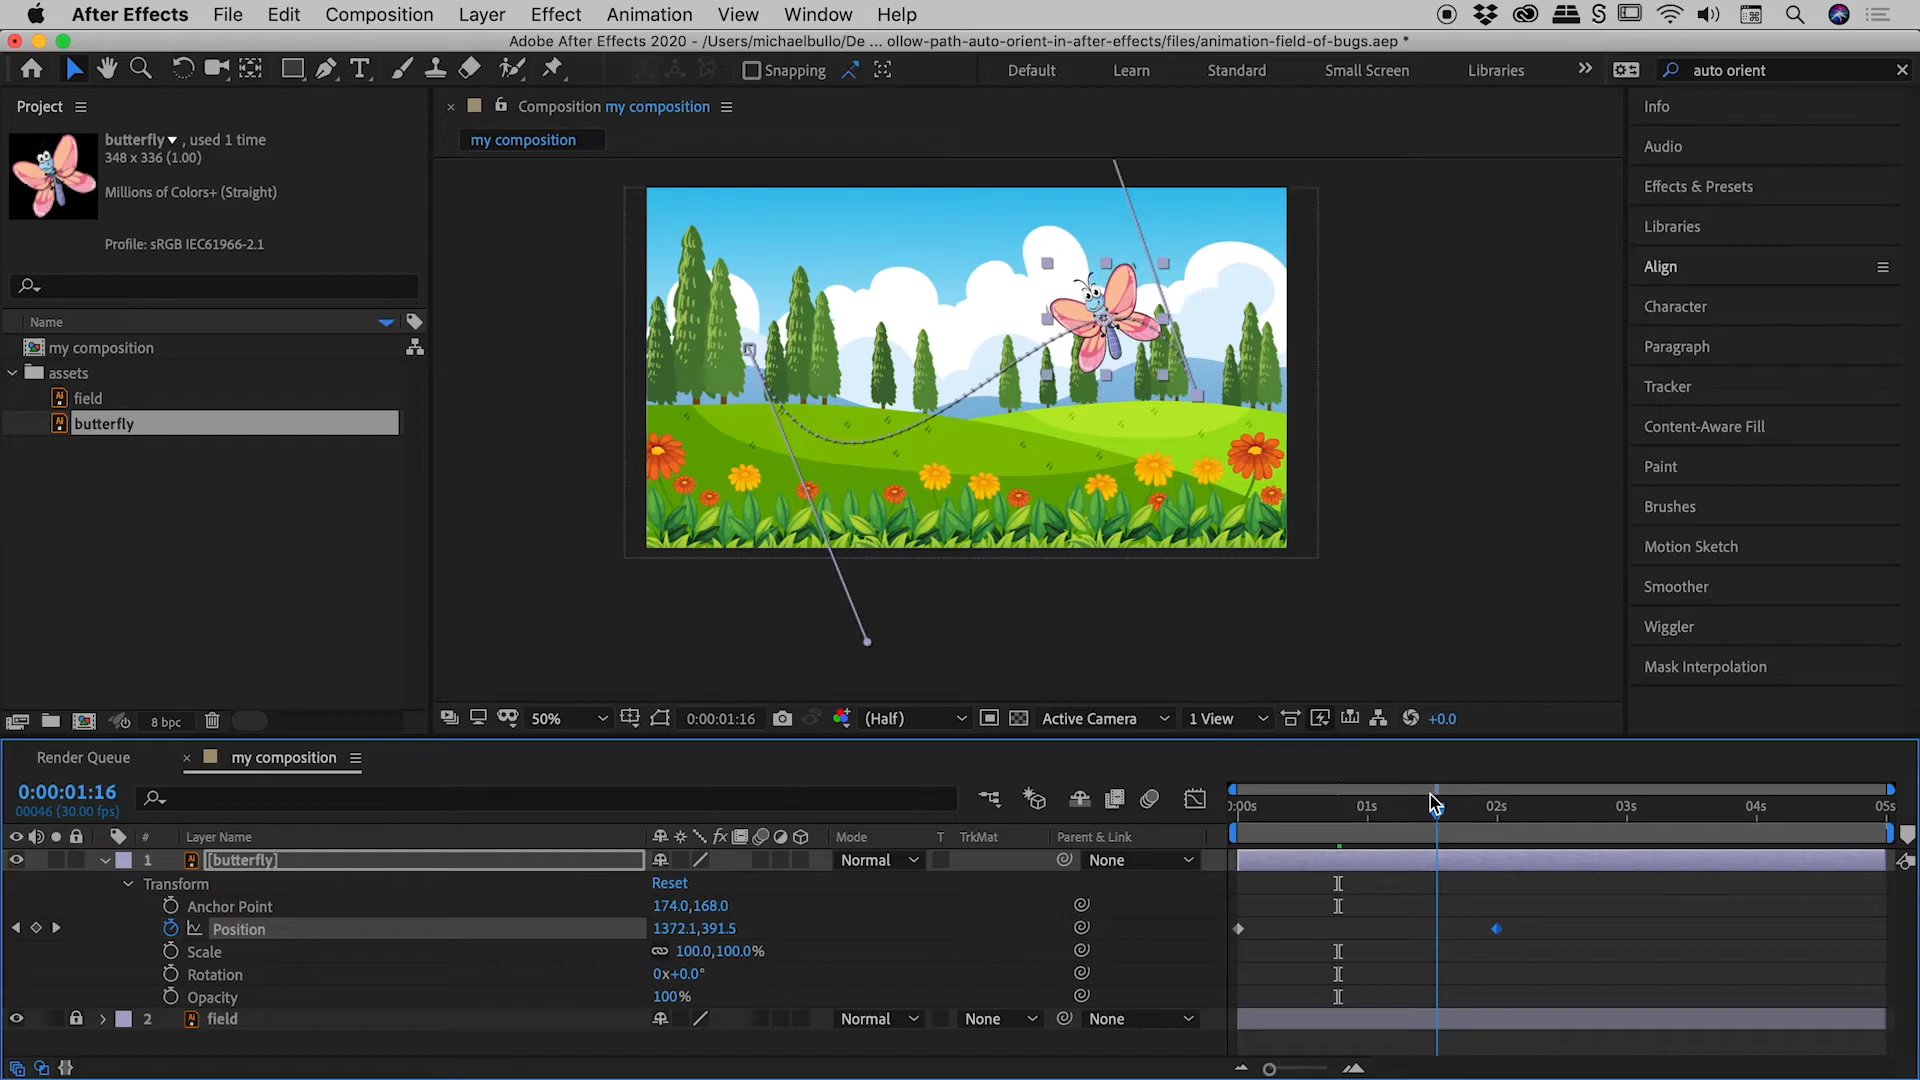 After Effects File Edit Composition Layer Effect Animation View Window Help
Adobe After Effects 2020 - /Users/michaelbullo/De ... ollow-path-auto-orient-in-after-effects/files/animation-field-of-bugs.aep *
Snapping Default Learn Standard Small Screen Libraries auto orient
Project
butterfly , used 1 time
348 x 336 (1.00)
Millions of Colors+ (Straight)
Profile: sRGB IEC61966-2.1
Name
my composition
assets
field
butterfly
8 bpc
Composition my composition
my composition
50% 0:00:01:16 (Half) Active Camera 1 View +0.0
Info
Audio
Effects & Presets
Libraries
Align
Character
Paragraph
Tracker
Content-Aware Fill
Paint
Brushes
Motion Sketch
Smoother
Wiggler
Mask Interpolation
Render Queue my composition
0:00:01:16
00046 (30.00 fps)
:00s 01s 02s 03s 04s 05s
# Layer Name Mode T TrkMat Parent & Link
1 [butterfly] Normal None
Transform Reset
Anchor Point 174.0,168.0
Position 1372.1,391.5
Scale 100.0,100.0%
Rotation 0x+0.0°
Opacity 100%
2 field Normal None None